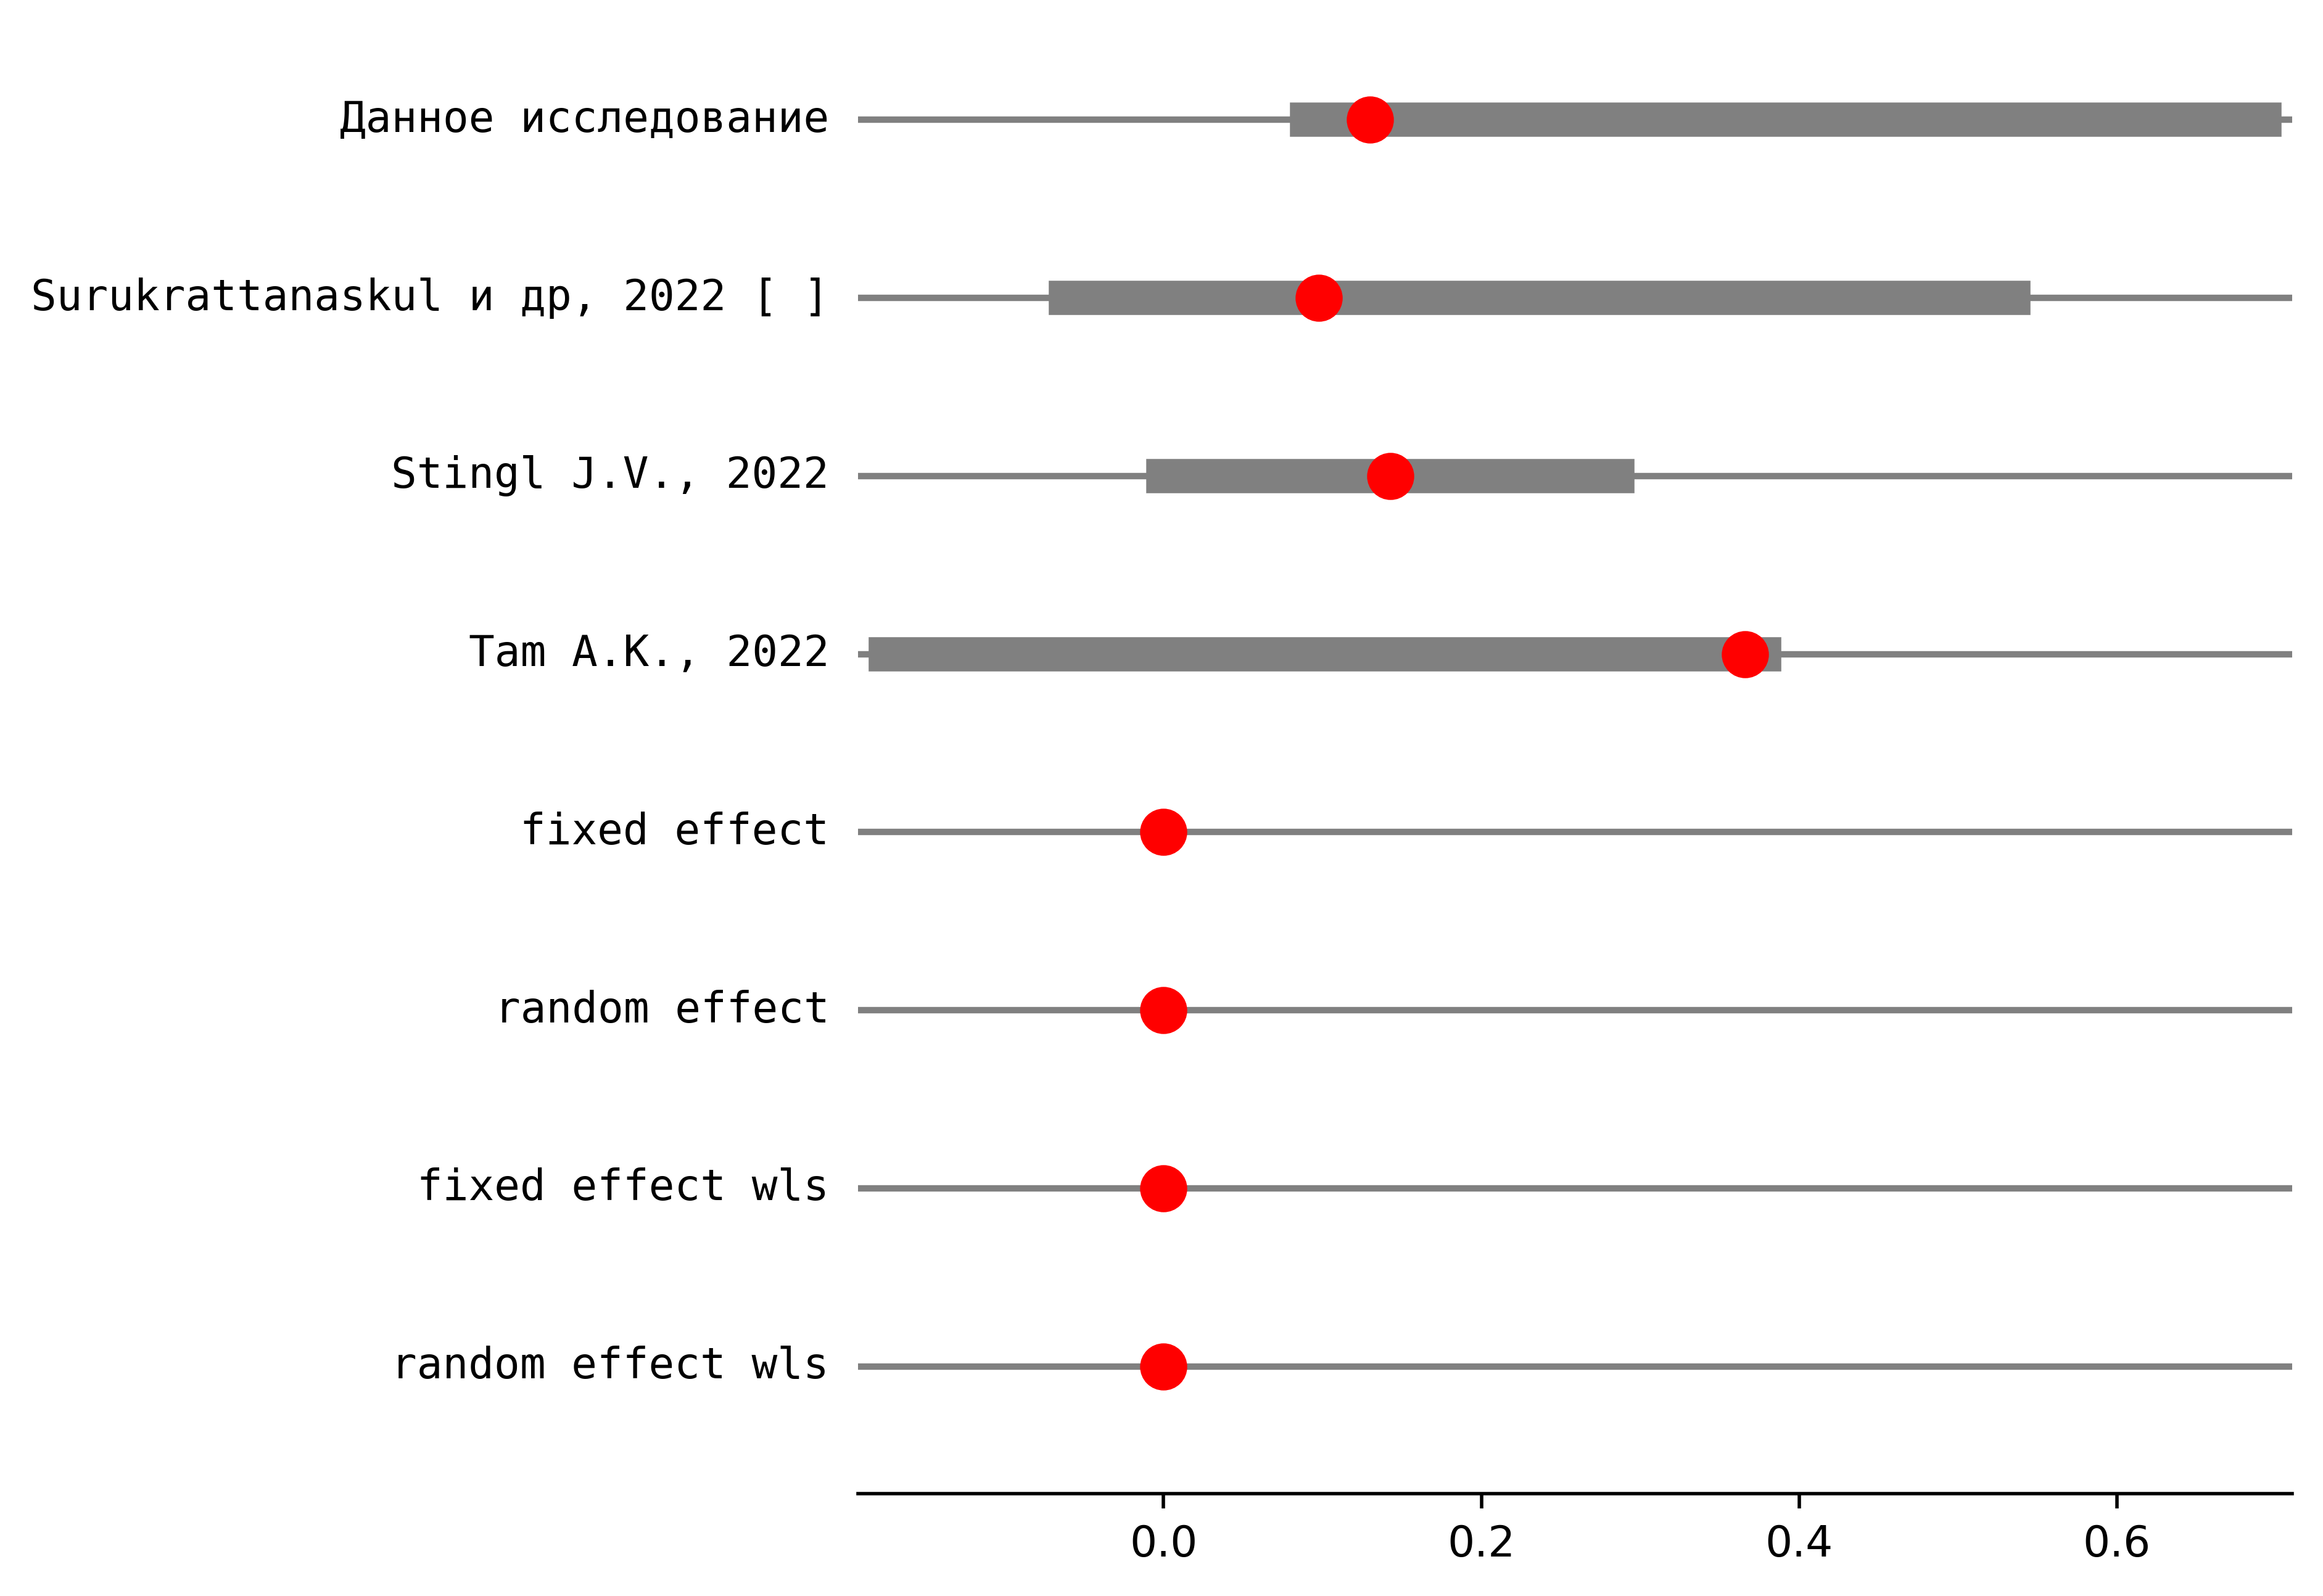 Данное исследование
Surukrattanaskul и др, 2022 [ ]
Stingl J.V., 2022
Tam A.K., 2022
fixed effect
random effect
fixed effect wls
random effect wls
0.0 0.2 0.4 0.6